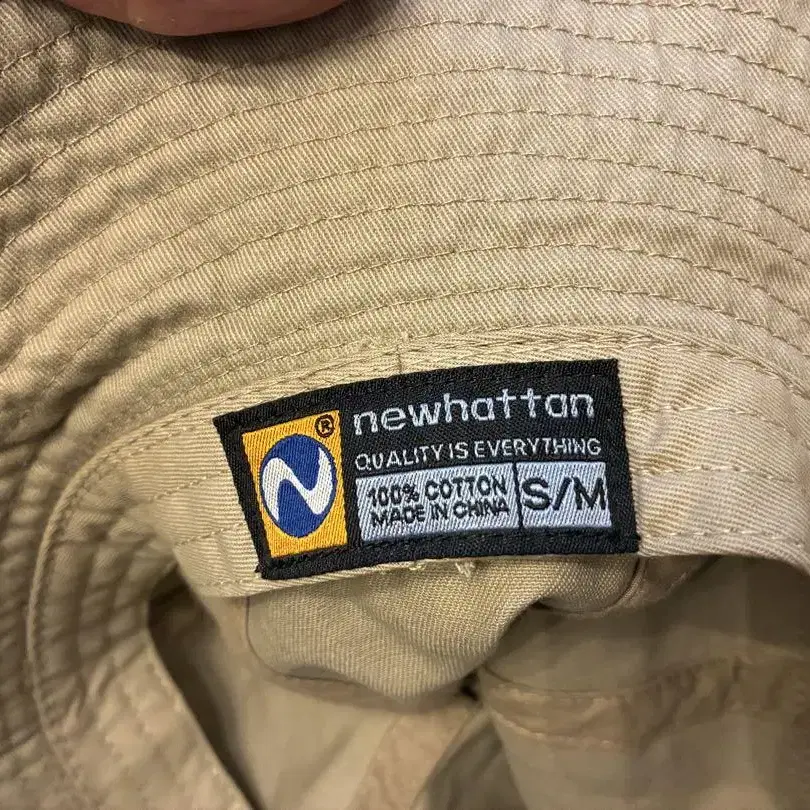 newhattan
®
QUALITY IS EVERYTHING
100% COTTON
MADE IN CHINA
S/M